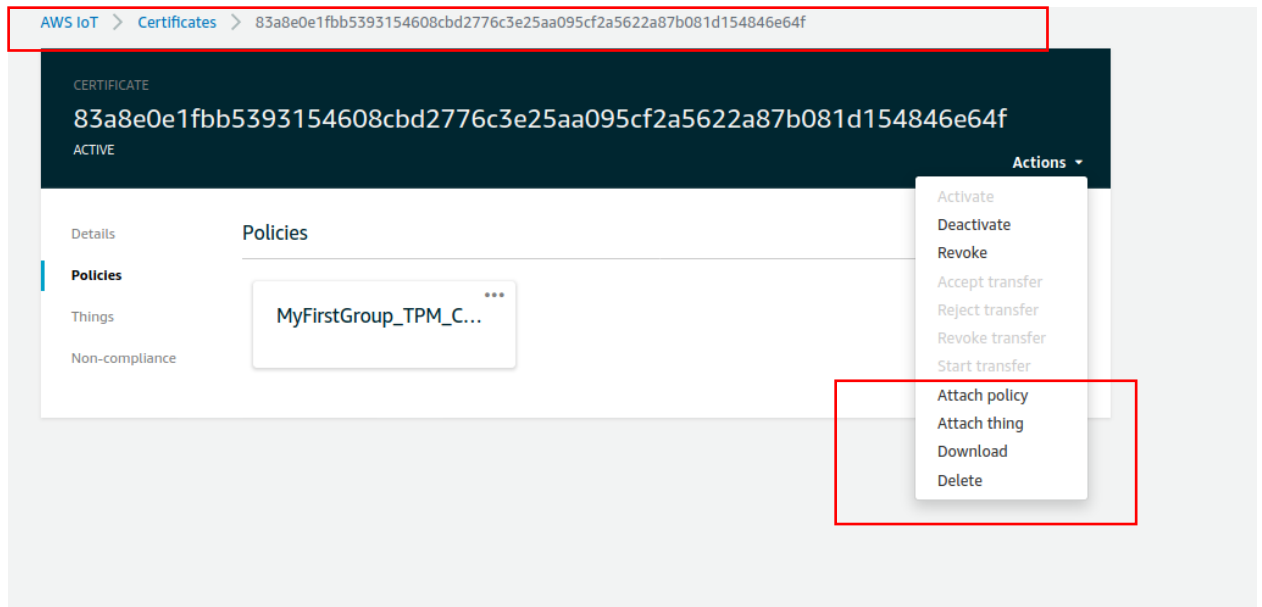 AWS IoT > Certificates > 83a8e0e1fbb5393154608cbd2776c3e25aa095cf2a5622a87b081d154846e64f
CERTIFICATE
83a8e0e1fbb5393154608cbd2776c3e25aa095cf2a5622a87b081d154846e64f
ACTIVE
Actions
Activate
Deactivate
Revoke
Accept transfer
Reject transfer
Revoke transfer
Start transfer
Attach policy
Attach thing
Download
Delete
Details
Policies
Things
Non-compliance
Policies
MyFirstGroup_TPM_C...